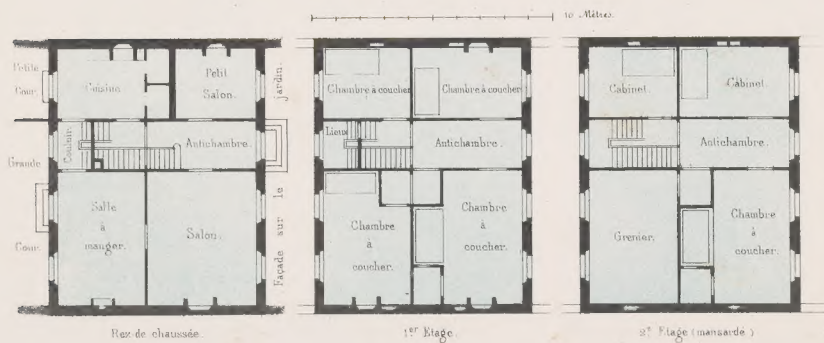 10 Mètres.
Petite
Cour.
Cuisine
Petit
Salon.
jardin.
Couloir.
Antichambre.
Grande
Cour.
Salle
à
manger.
Salon.
Façade sur le
Rez de chaussée.
Chambre à coucher
Chambre à coucher
Lieux
Antichambre.
Chambre
à
coucher.
Chambre
à
coucher.
1er Etage.
Cabinet.
Cabinet.
Antichambre.
Grenier.
Chambre
à
coucher.
2e Etage (mansardé)